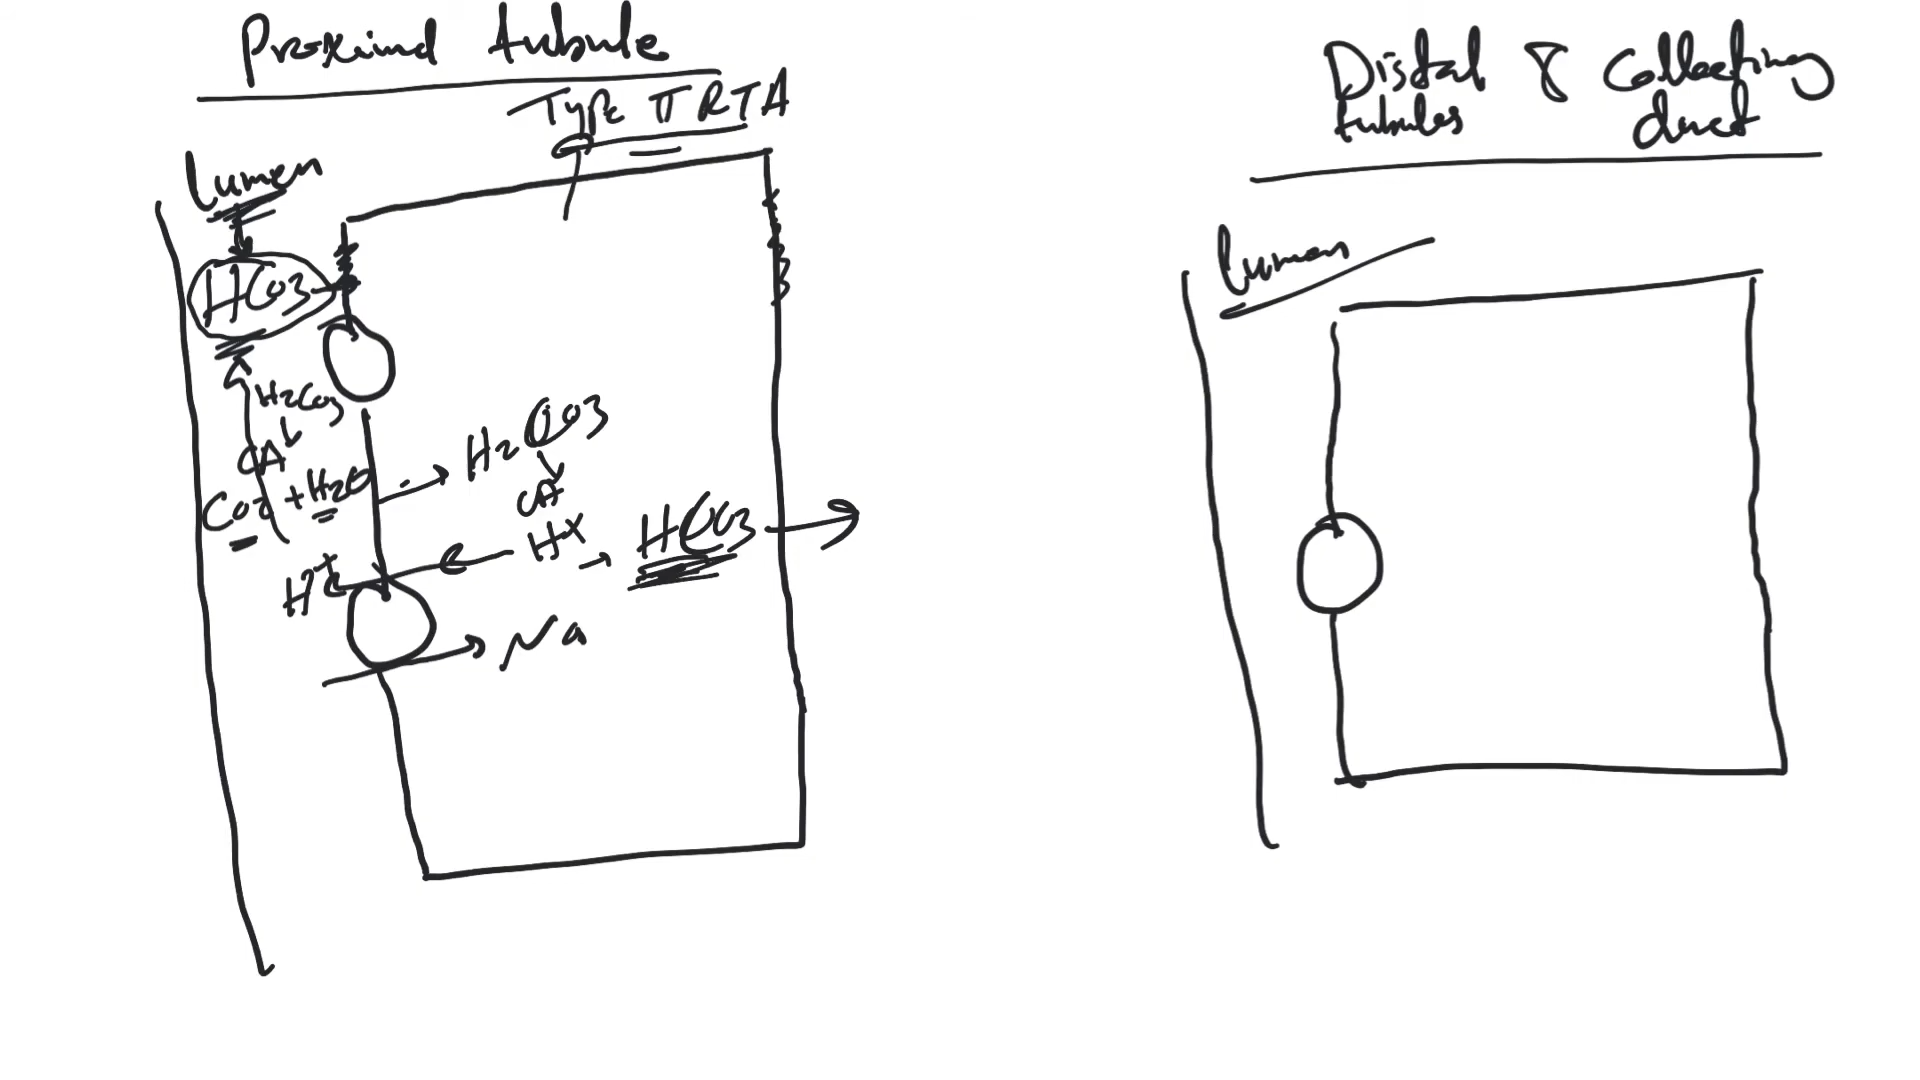 Proximal tubule
Type II RTA
Lumen
HCO3
H2CO3
CA
CO2 + H2O
H+
H2CO3
CA
H+ → HCO3
Na
Distal & Collecting
tubules duct
Lumen